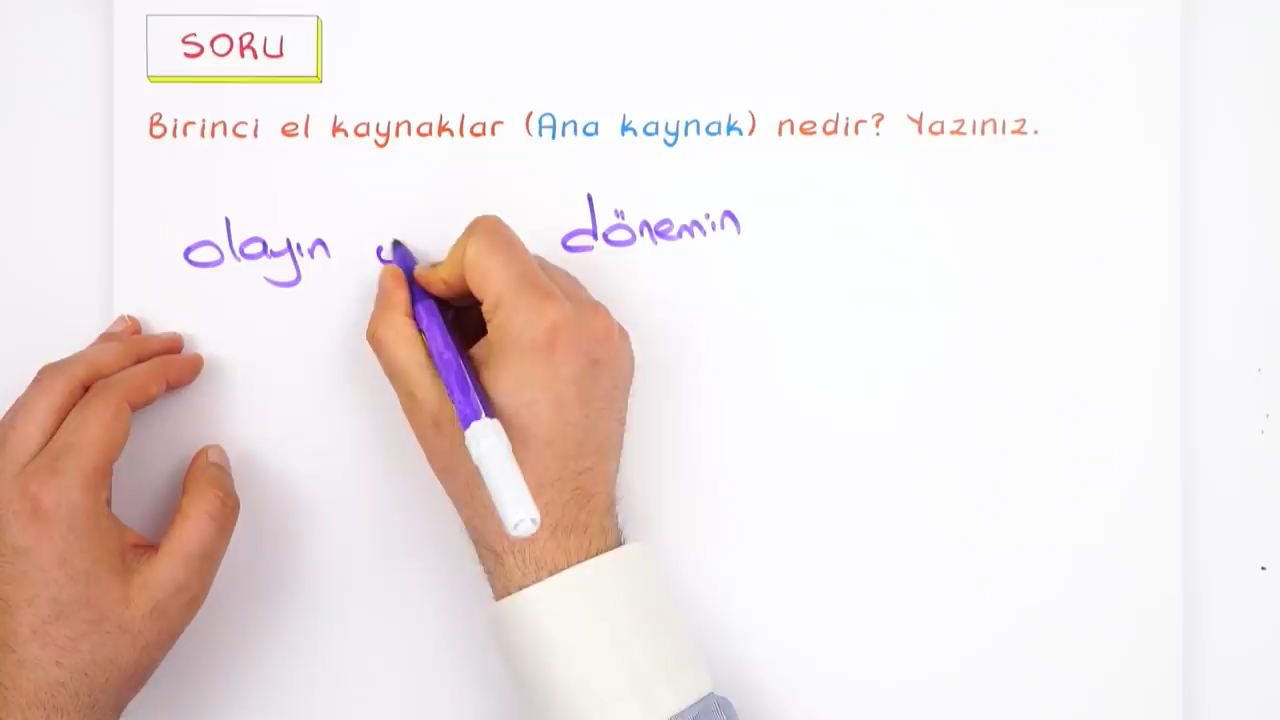 SORU
Birinci el kaynaklar (Ana kaynak) nedir? Yazınız.
olayın dönemin